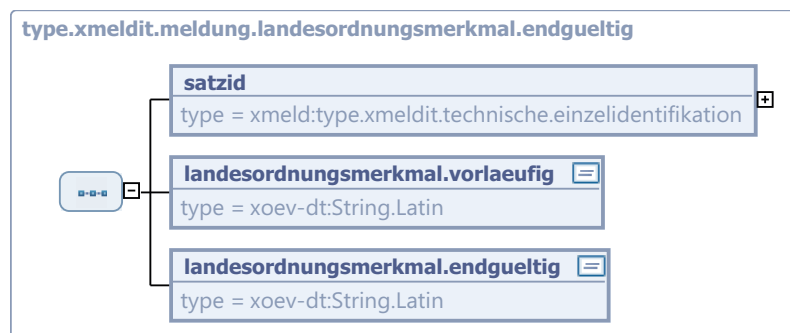 type.xmeldit.meldung.landesordnungsmerkmal.endgueltig
satzid
type = xmeld:type.xmeldit.technische.einzelidentifikation
landesordnungsmerkmal.vorlaeufig
type = xoev-dt:String.Latin
landesordnungsmerkmal.endgueltig
type = xoev-dt:String.Latin